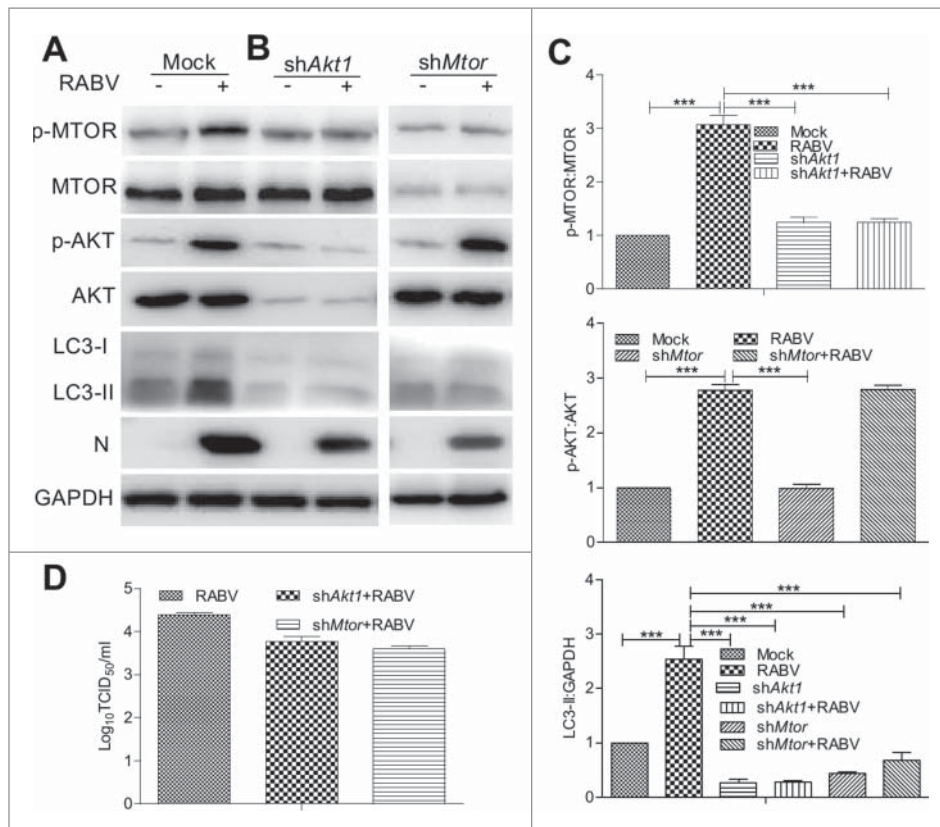 A
B
Mock
shAkt1
shMtor
RABV
- + - + - +
p-MTOR
MTOR
p-AKT
AKT
LC3-I
LC3-II
N
GAPDH
C
p-MTOR:MTOR
4
3
2
1
0
***
***
***
Mock
RABV
shAkt1
shAkt1+RABV
p-AKT:AKT
4
3
2
1
0
Mock
RABV
shMtor
shMtor+RABV
***
***
LC3-II:GAPDH
4
3
2
1
0
***
***
***
***
***
Mock
RABV
shAkt1
shAkt1+RABV
shMtor
shMtor+RABV
D
Log10TCID50/ml
5
4
3
2
1
0
RABV
shAkt1+RABV
shMtor+RABV